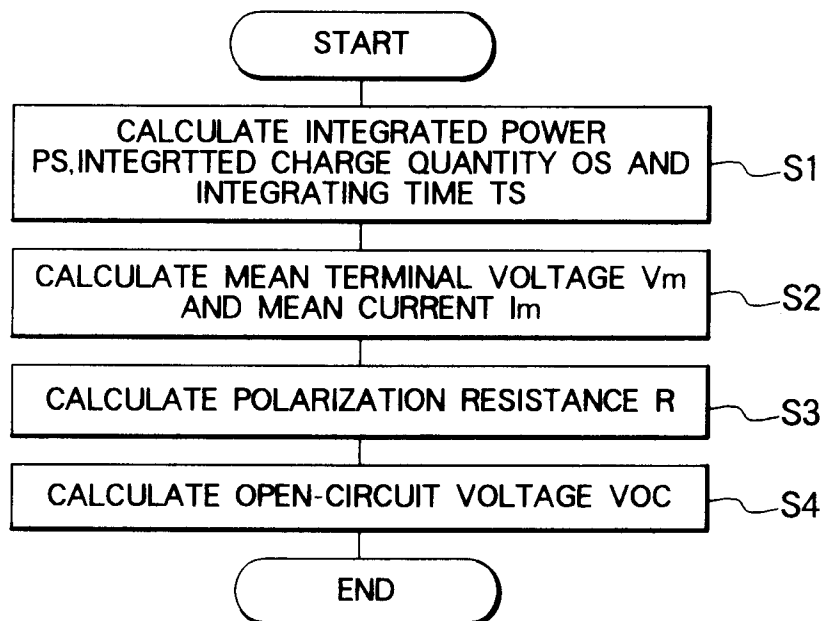 START
CALCULATE INTEGRATED POWER
PS,INTEGRTTED CHARGE QUANTITY OS AND
INTEGRATING TIME TS
S1
CALCULATE MEAN TERMINAL VOLTAGE Vm
AND MEAN CURRENT Im
S2
CALCULATE POLARIZATION RESISTANCE R
S3
CALCULATE OPEN-CIRCUIT VOLTAGE VOC
S4
END